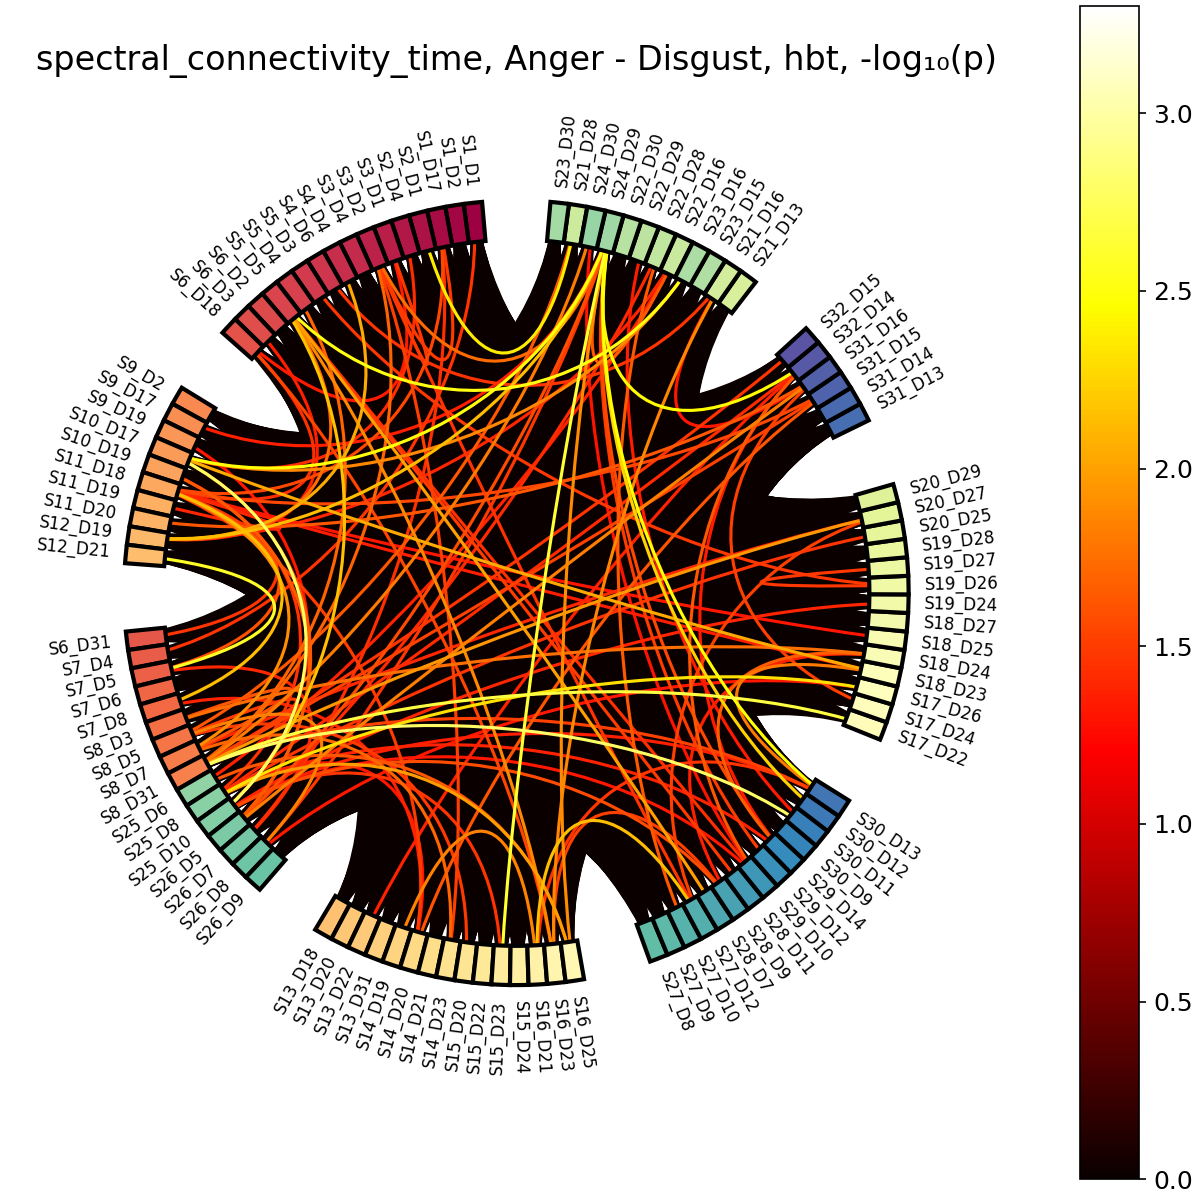 spectral_connectivity_time, Anger - Disgust, hbt, -log₁₀(p)
S1_D1
S1_D2
S1_D17
S2_D1
S2_D4
S3_D1
S3_D2
S3_D4
S4_D4
S4_D6
S5_D3
S5_D4
S5_D5
S6_D2
S6_D3
S6_D18
S9_D2
S9_D17
S9_D19
S10_D17
S10_D19
S11_D18
S11_D19
S11_D20
S12_D19
S12_D21
S6_D31
S7_D4
S7_D5
S7_D6
S7_D8
S8_D3
S8_D5
S8_D7
S8_D31
S25_D6
S25_D8
S25_D10
S26_D5
S26_D7
S26_D8
S26_D9
S13_D18
S13_D20
S13_D22
S13_D31
S14_D19
S14_D20
S14_D21
S14_D23
S15_D20
S15_D22
S15_D23
S15_D24
S16_D21
S16_D23
S16_D25
S27_D8
S27_D9
S27_D10
S27_D12
S28_D7
S28_D9
S28_D11
S29_D10
S29_D12
S29_D14
S30_D9
S30_D11
S30_D12
S30_D13
S17_D22
S17_D24
S17_D26
S18_D23
S18_D24
S18_D25
S18_D27
S19_D24
S19_D26
S19_D27
S19_D28
S20_D25
S20_D27
S20_D29
S31_D13
S31_D14
S31_D15
S31_D16
S32_D14
S32_D15
S21_D13
S21_D16
S23_D15
S23_D16
S22_D16
S22_D28
S22_D29
S22_D30
S24_D29
S24_D30
S21_D28
S23_D30
3.0
2.5
2.0
1.5
1.0
0.5
0.0